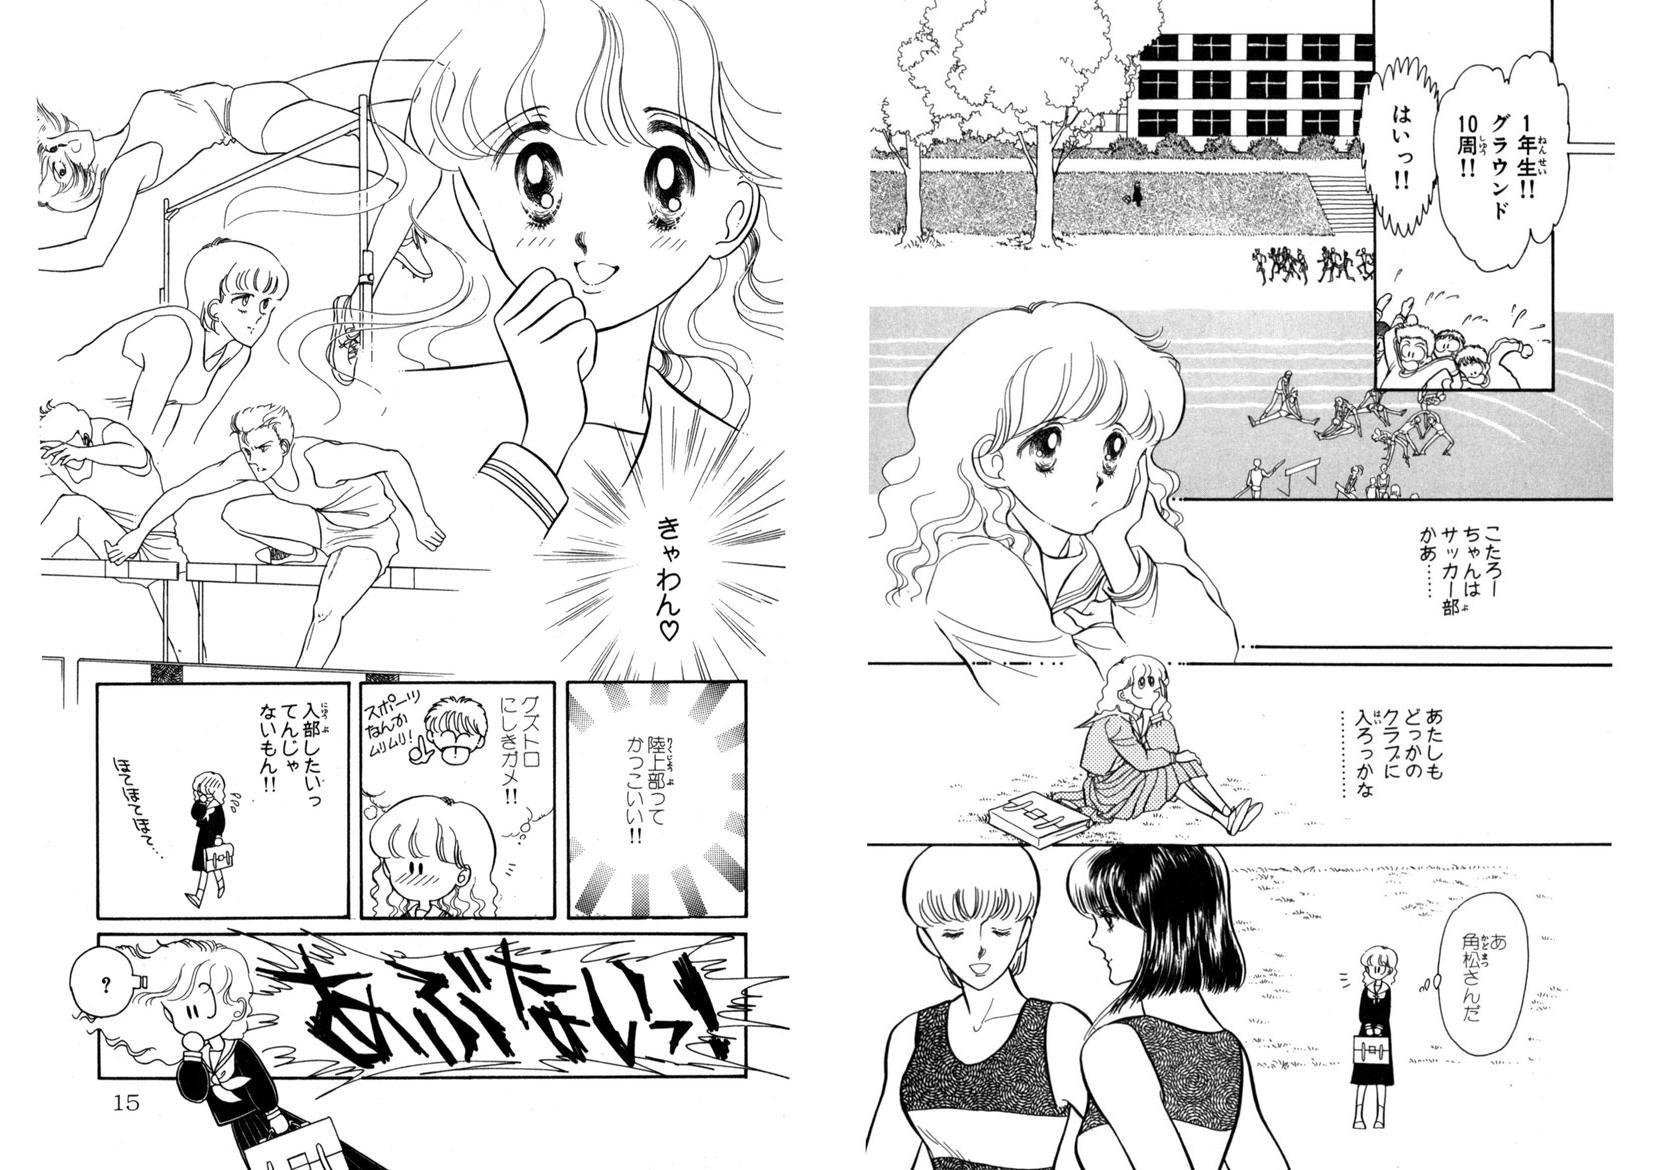 1年生!!
グラウンド
10周!!
はいっ!!
こたろー
ちゃんは
サッカー部
かあ……
あたしも
どっかの
クラブに
入ろっかな
…………
あ
角松さんだ
きゃわん♡
陸上部って
かっこいい!!
グズトロ
にしきガメ!!
スポーツ
なんか
ムリムリ!
入部したいっ
てんじゃ
ないもん!!
ほてほてほて…
あぶなーいっ!
?
15